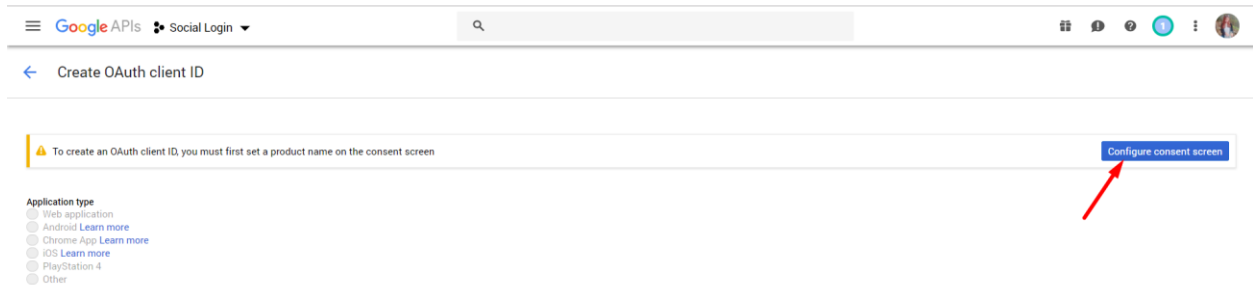 Google APIs Social Login
1
Create OAuth client ID
To create an OAuth client ID, you must first set a product name on the consent screen
Configure consent screen
Application type
Web application
Android Learn more
Chrome App Learn more
iOS Learn more
PlayStation 4
Other